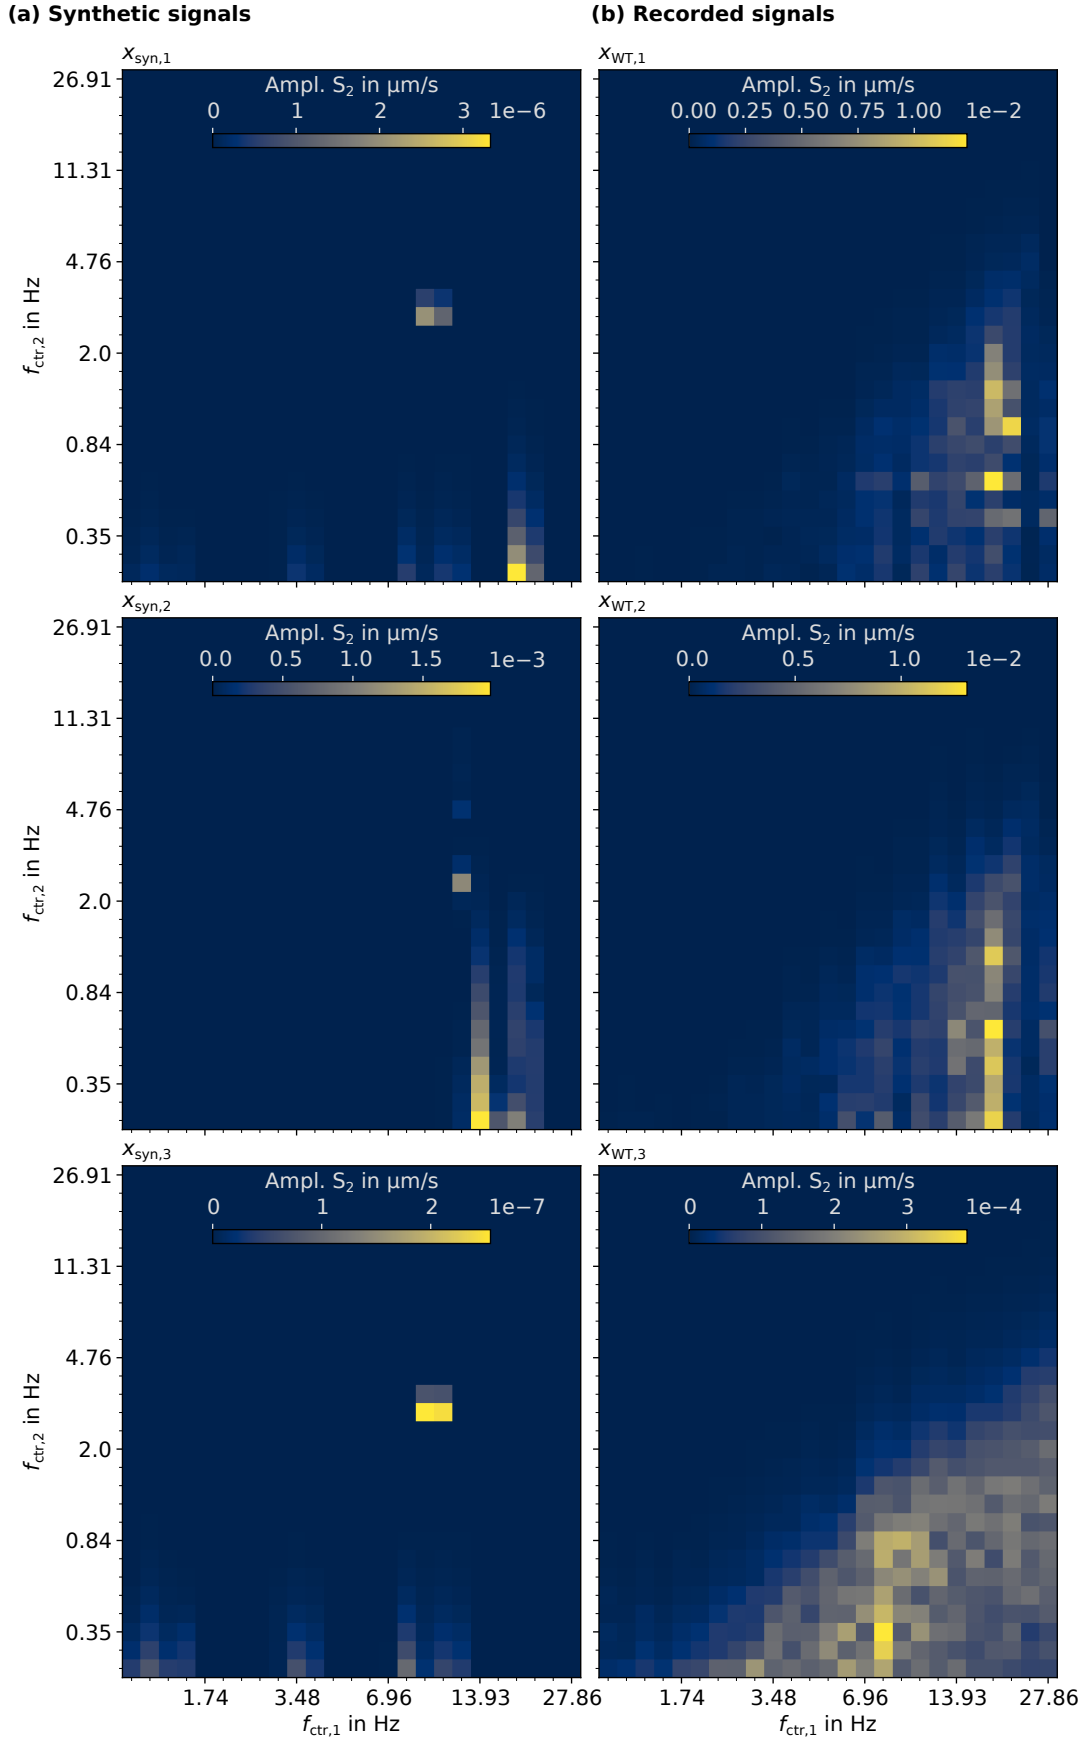 (a) Synthetic signals
(b) Recorded signals
x_syn,1
Ampl. S₂ in µm/s
0 1 2 3 1e−6
26.91
11.31
4.76
2.0
0.84
0.35
f_ctr,2 in Hz
x_WT,1
Ampl. S₂ in µm/s
0.00 0.25 0.50 0.75 1.00 1e−2
x_syn,2
Ampl. S₂ in µm/s
0.0 0.5 1.0 1.5 1e−3
26.91
11.31
4.76
2.0
0.84
0.35
f_ctr,2 in Hz
x_WT,2
Ampl. S₂ in µm/s
0.0 0.5 1.0 1e−2
x_syn,3
Ampl. S₂ in µm/s
0 1 2 1e−7
26.91
11.31
4.76
2.0
0.84
0.35
f_ctr,2 in Hz
1.74 3.48 6.96 13.93 27.86
f_ctr,1 in Hz
x_WT,3
Ampl. S₂ in µm/s
0 1 2 3 1e−4
1.74 3.48 6.96 13.93 27.86
f_ctr,1 in Hz